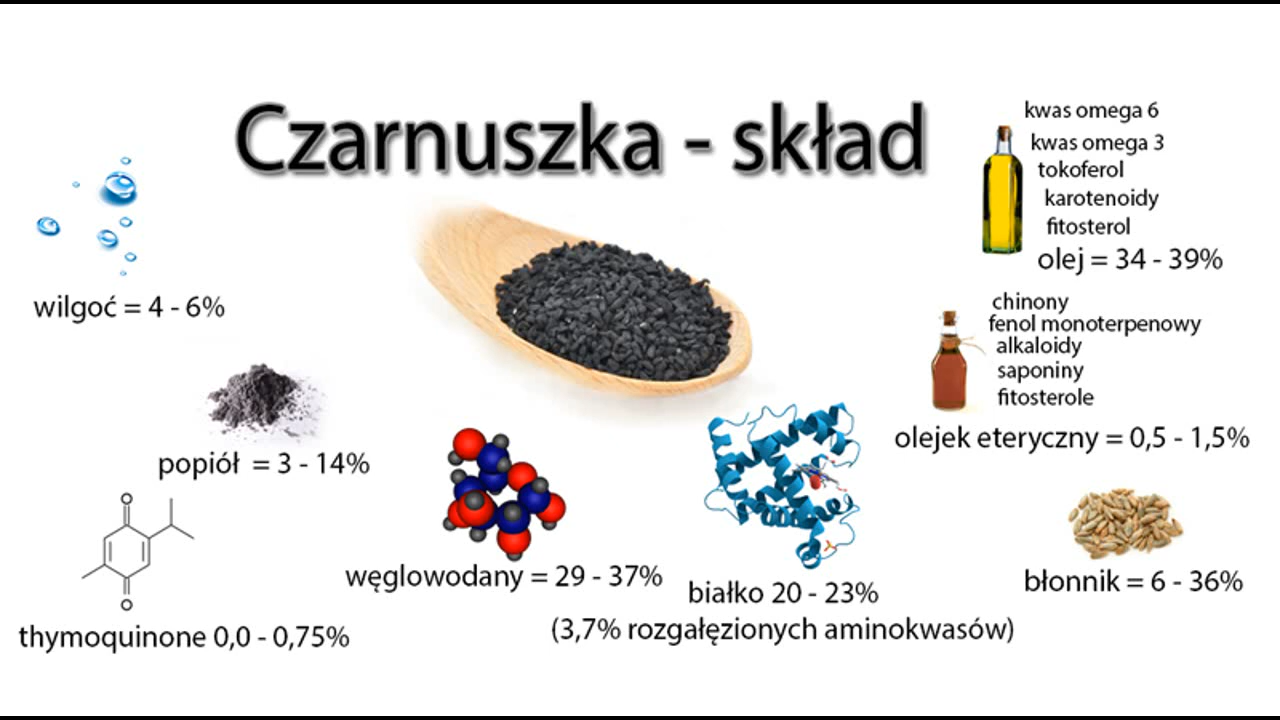 Czarnuszka - skład
kwas omega 6
kwas omega 3
tokoferol
karotenoidy
fitosterol
olej = 34 - 39%
wilgoć = 4 - 6%
chinony
fenol monoterpenowy
alkaloidy
saponiny
fitosterole
olejek eteryczny = 0,5 - 1,5%
popiół = 3 - 14%
węglowodany = 29 - 37%
białko 20 - 23%
(3,7% rozgałęzionych aminokwasów)
błonnik = 6 - 36%
thymoquinone 0,0 - 0,75%
O
O